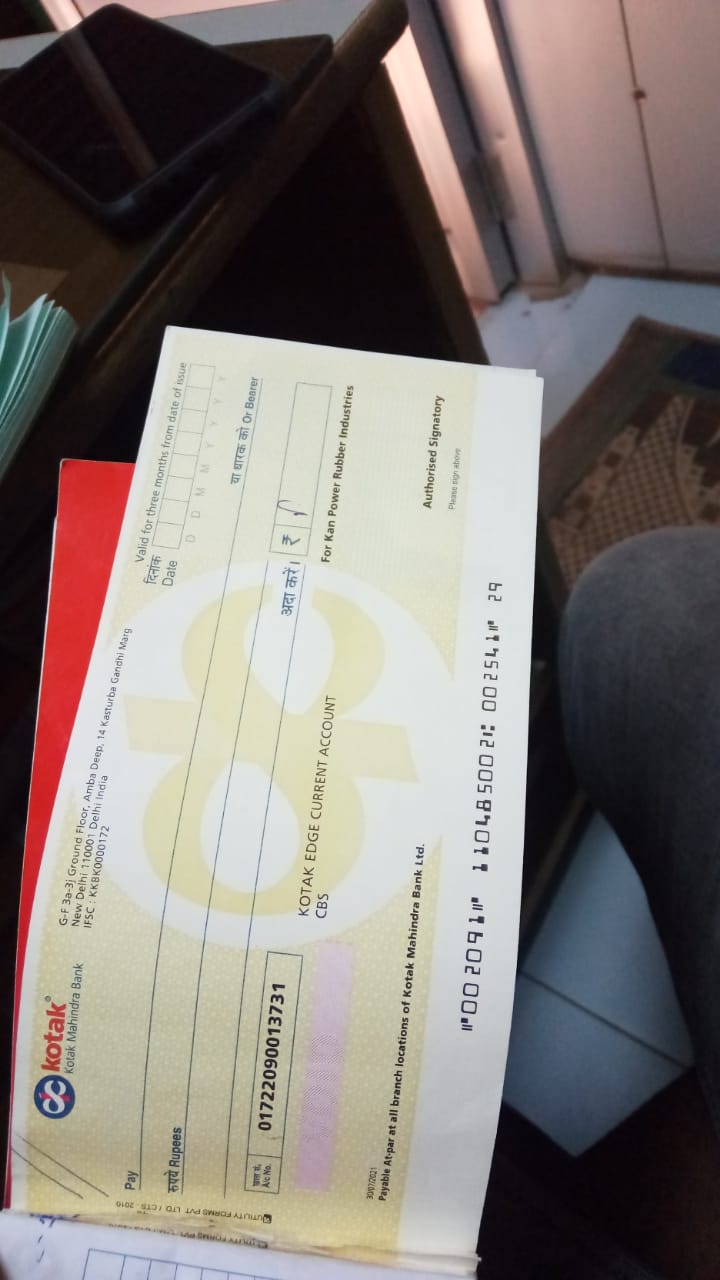 kotak
Kotak Mahindra Bank
G-F 3a-3j Ground Floor, Amba Deep, 14 Kasturba Gandhi Marg
New Delhi 110001 Delhi India
IFSC : KKBK0000172
Valid for three months from date of issue
दिनांक
Date
D D M M Y Y Y Y
Pay
या धारक को Or Bearer
रुपये Rupees
अदा करें।
₹
खाता सं.
A/c No.
01722090013731
KOTAK EDGE CURRENT ACCOUNT
CBS
For Kan Power Rubber Industries
30/07/2021
Payable At-par at all branch locations of Kotak Mahindra Bank Ltd.
Authorised Signatory
Please sign above
⑈002091⑈ 110485002⑆ 002541⑈ 29
UTILITY FORMS PVT. LTD / CTS - 2010